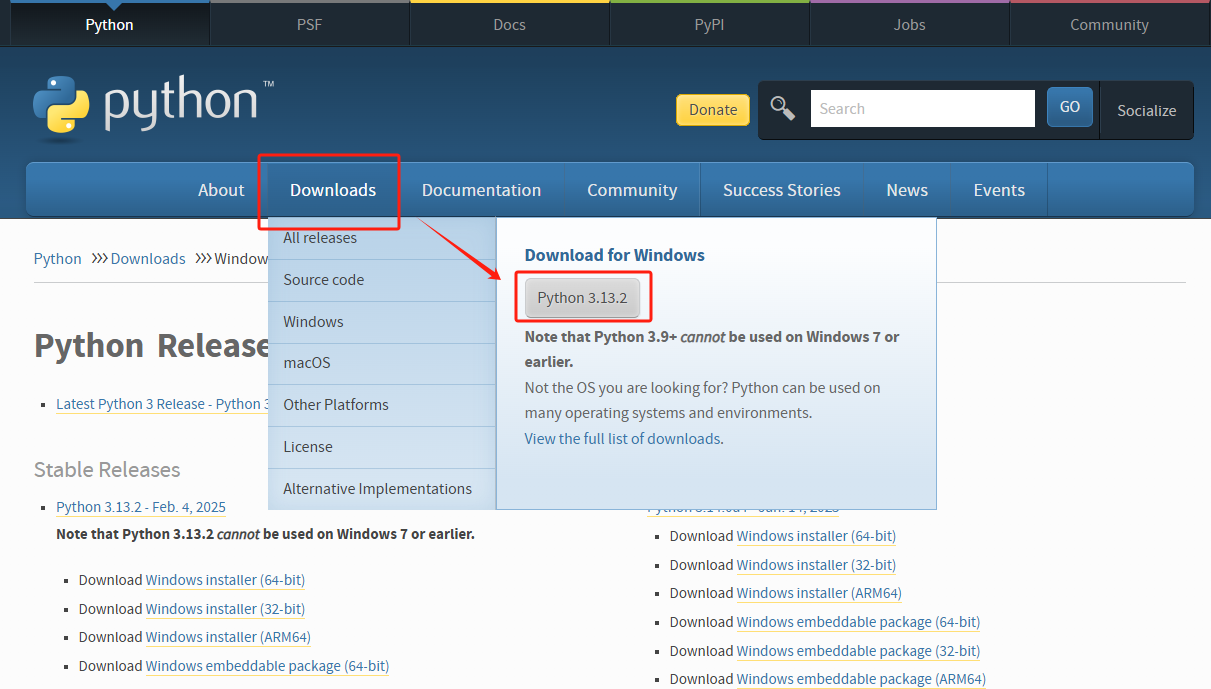 Python
PSF
Docs
PyPI
Jobs
Community
python™
Donate
Search
GO
Socialize
About
Downloads
Documentation
Community
Success Stories
News
Events
Python >>> Downloads >>> Window
All releases
Source code
Windows
macOS
Other Platforms
License
Alternative Implementations
Download for Windows
Python 3.13.2
Note that Python 3.9+ cannot be used on Windows 7 or
earlier.
Not the OS you are looking for? Python can be used on
many operating systems and environments.
View the full list of downloads.
Python Release
Latest Python 3 Release - Python 3
Stable Releases
Python 3.13.2 - Feb. 4, 2025
Note that Python 3.13.2 cannot be used on Windows 7 or earlier.
Download Windows installer (64-bit)
Download Windows installer (32-bit)
Download Windows installer (ARM64)
Download Windows embeddable package (64-bit)
Download Windows installer (64-bit)
Download Windows installer (32-bit)
Download Windows installer (ARM64)
Download Windows embeddable package (64-bit)
Download Windows embeddable package (32-bit)
Download Windows embeddable package (ARM64)